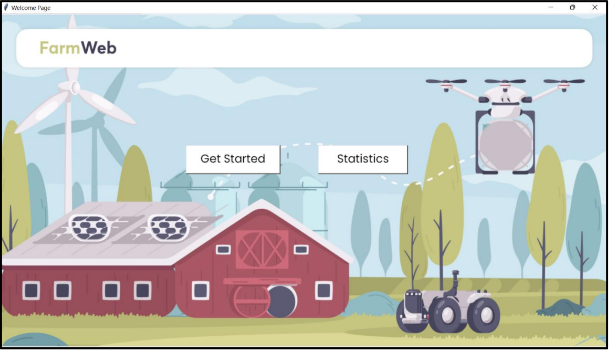 Welcome Page
FarmWeb
Get Started
Statistics